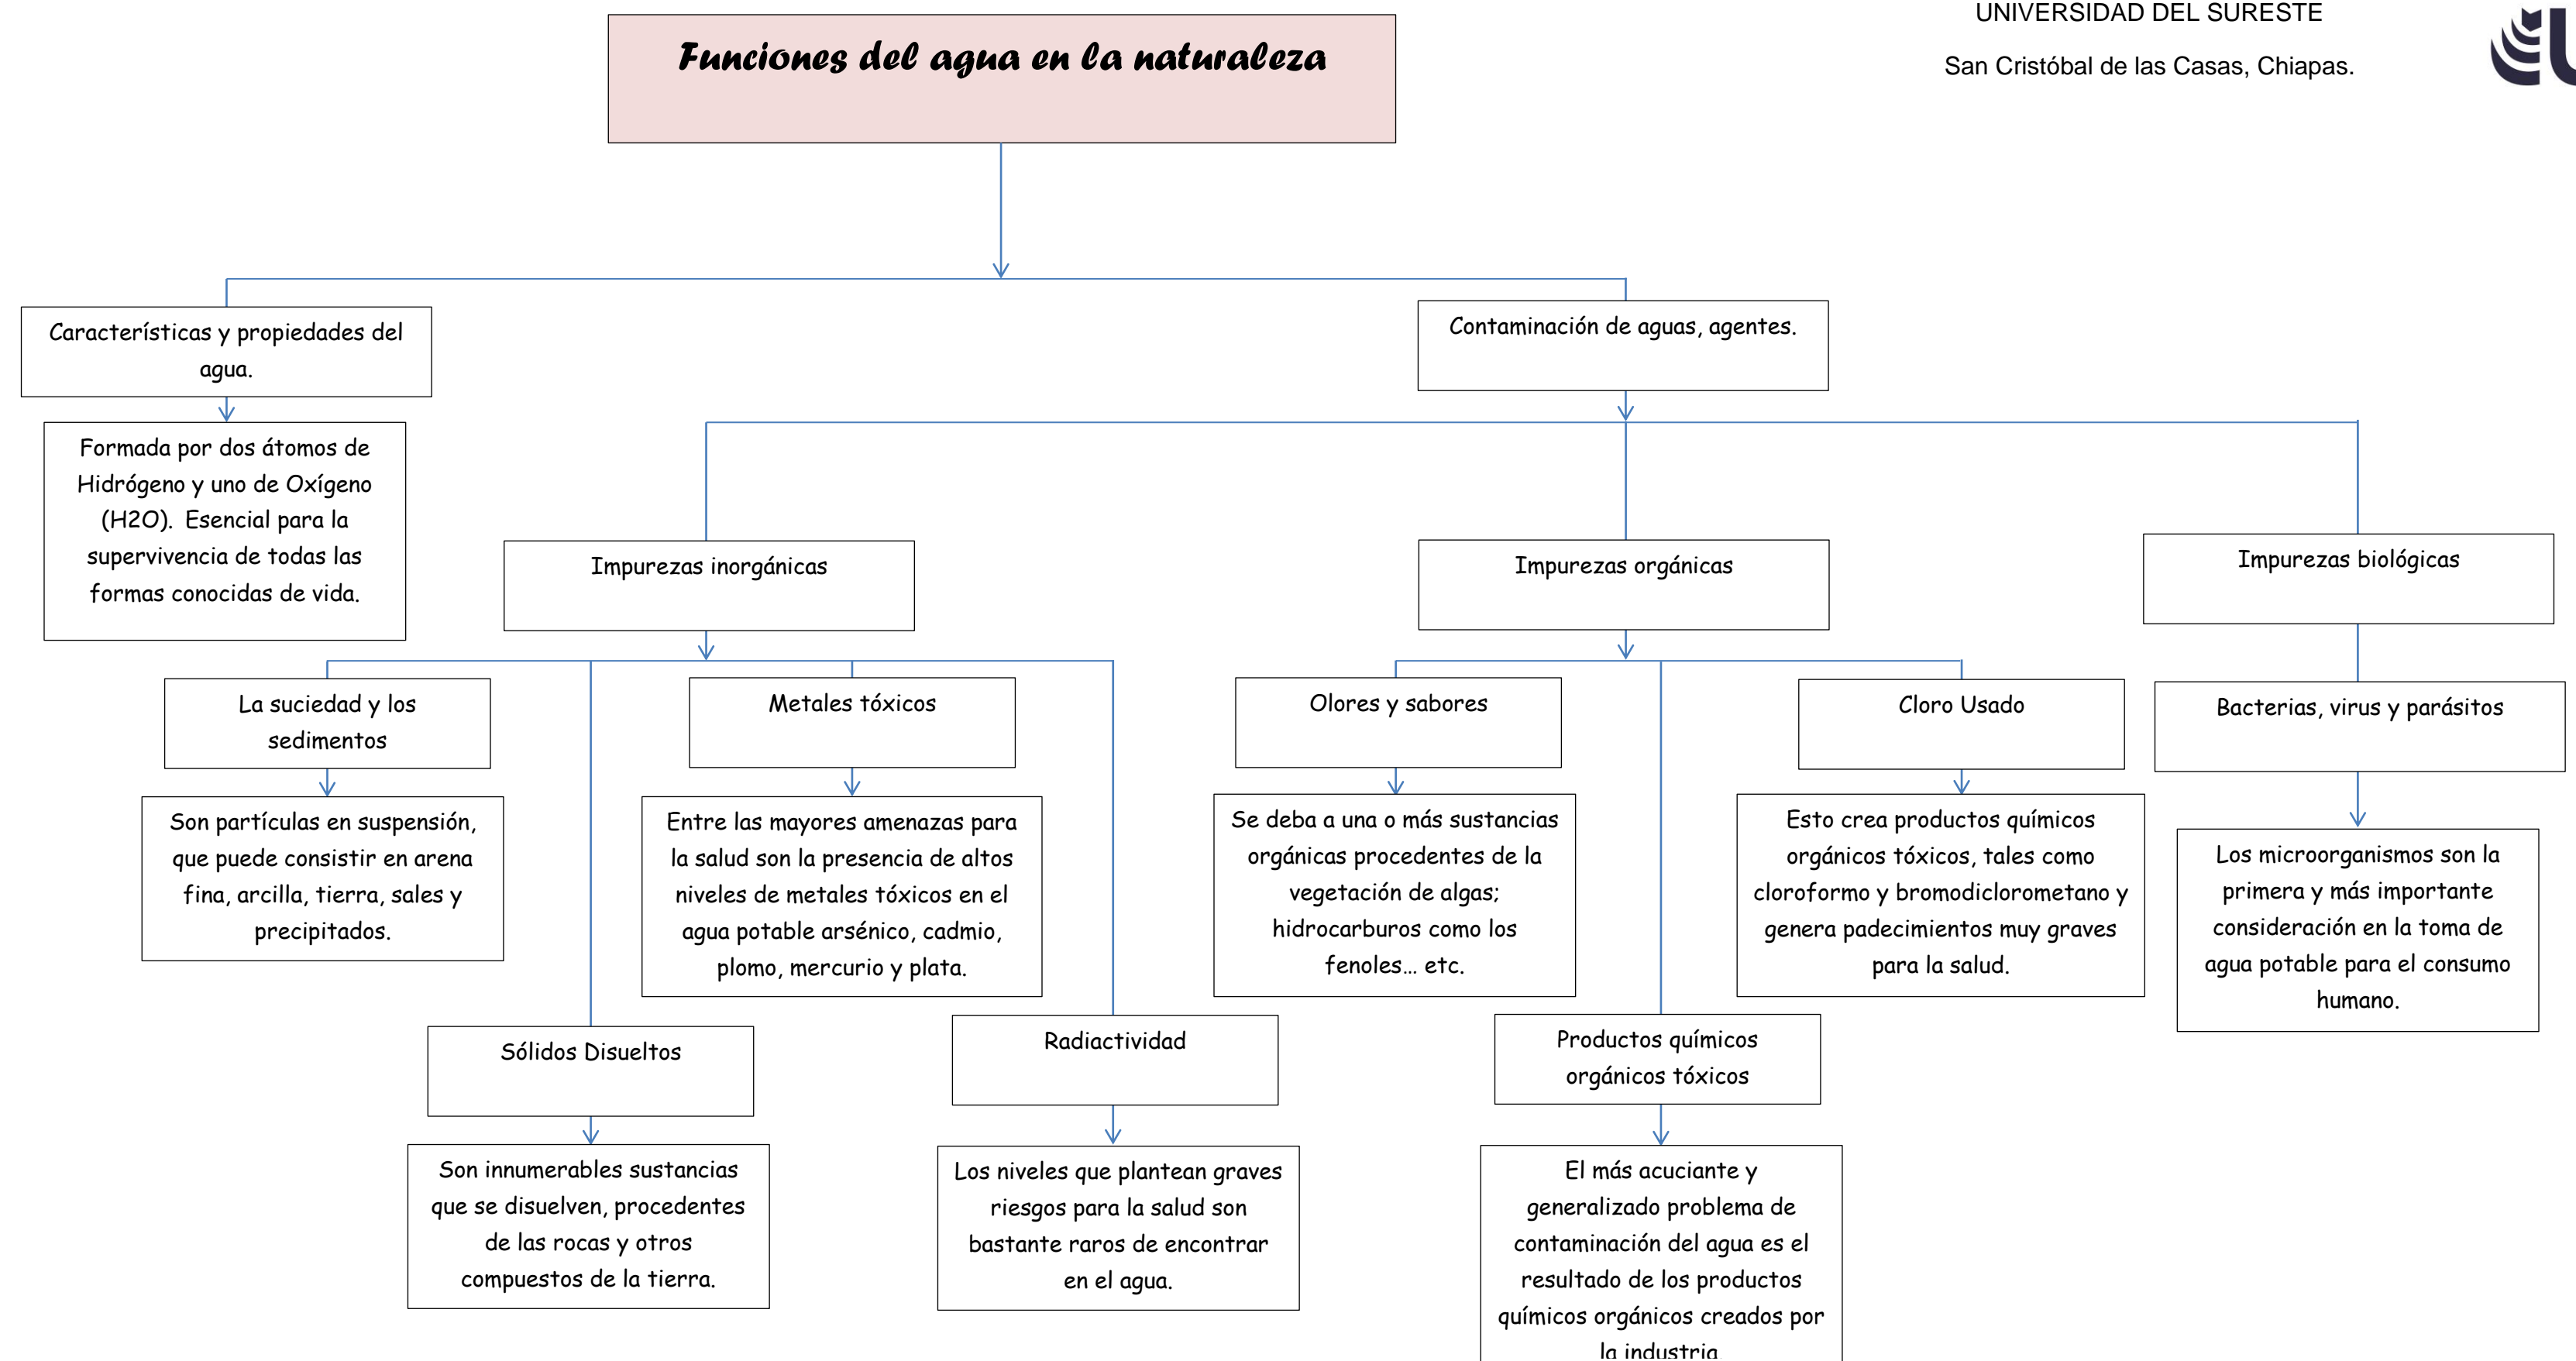 UNIVERSIDAD DEL SURESTE
San Cristóbal de las Casas, Chiapas.
Funciones del agua en la naturaleza
Características y propiedades del
agua.
Formada por dos átomos de
Hidrógeno y uno de Oxígeno
(H2O). Esencial para la
supervivencia de todas las
formas conocidas de vida.
Contaminación de aguas, agentes.
Impurezas inorgánicas
La suciedad y los
sedimentos
Son partículas en suspensión,
que puede consistir en arena
fina, arcilla, tierra, sales y
precipitados.
Sólidos Disueltos
Son innumerables sustancias
que se disuelven, procedentes
de las rocas y otros
compuestos de la tierra.
Metales tóxicos
Entre las mayores amenazas para
la salud son la presencia de altos
niveles de metales tóxicos en el
agua potable arsénico, cadmio,
plomo, mercurio y plata.
Radiactividad
Los niveles que plantean graves
riesgos para la salud son
bastante raros de encontrar
en el agua.
Impurezas orgánicas
Olores y sabores
Se deba a una o más sustancias
orgánicas procedentes de la
vegetación de algas;
hidrocarburos como los
fenoles… etc.
Productos químicos
orgánicos tóxicos
El más acuciante y
generalizado problema de
contaminación del agua es el
resultado de los productos
químicos orgánicos creados por
la industria.
Cloro Usado
Esto crea productos químicos
orgánicos tóxicos, tales como
cloroformo y bromodiclorometano y
genera padecimientos muy graves
para la salud.
Impurezas biológicas
Bacterias, virus y parásitos
Los microorganismos son la
primera y más importante
consideración en la toma de
agua potable para el consumo
humano.